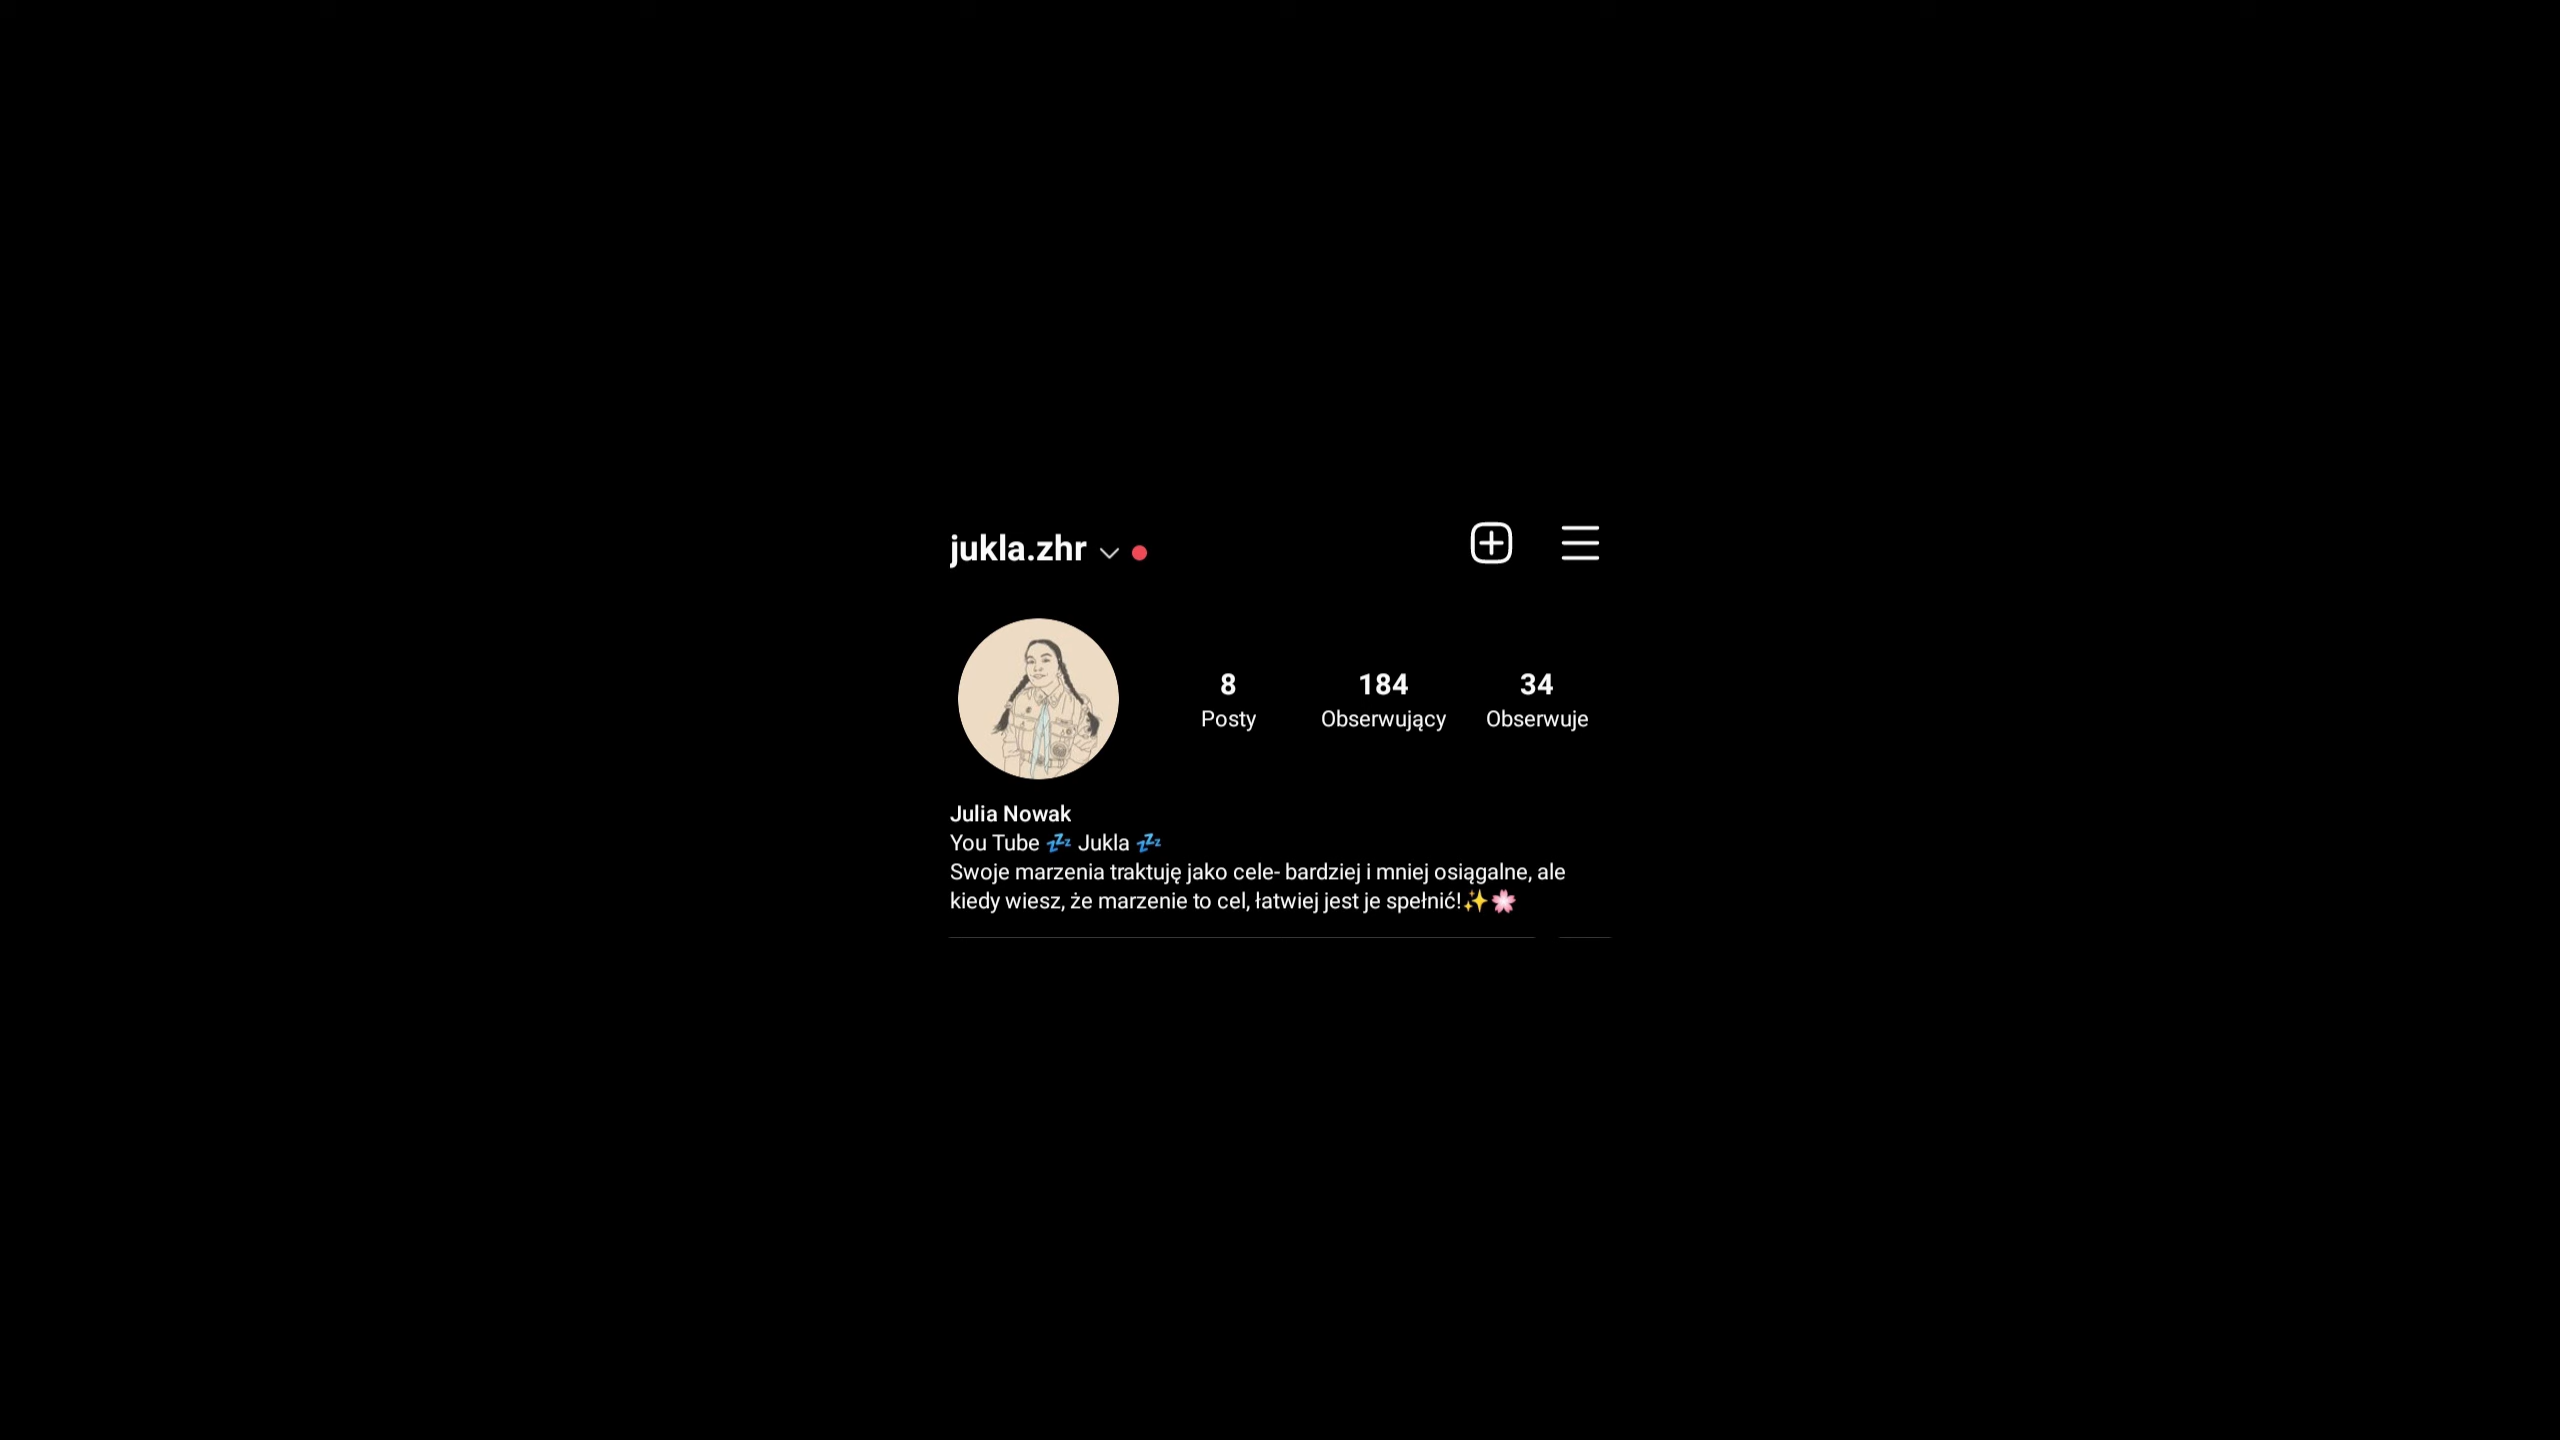 jukla.zhr
8 184 34
Posty Obserwujący Obserwuje
Julia Nowak
You Tube 💤 Jukla 💤
Swoje marzenia traktuję jako cele- bardziej i mniej osiągalne, ale
kiedy wiesz, że marzenie to cel, łatwiej jest je spełnić!✨🌸